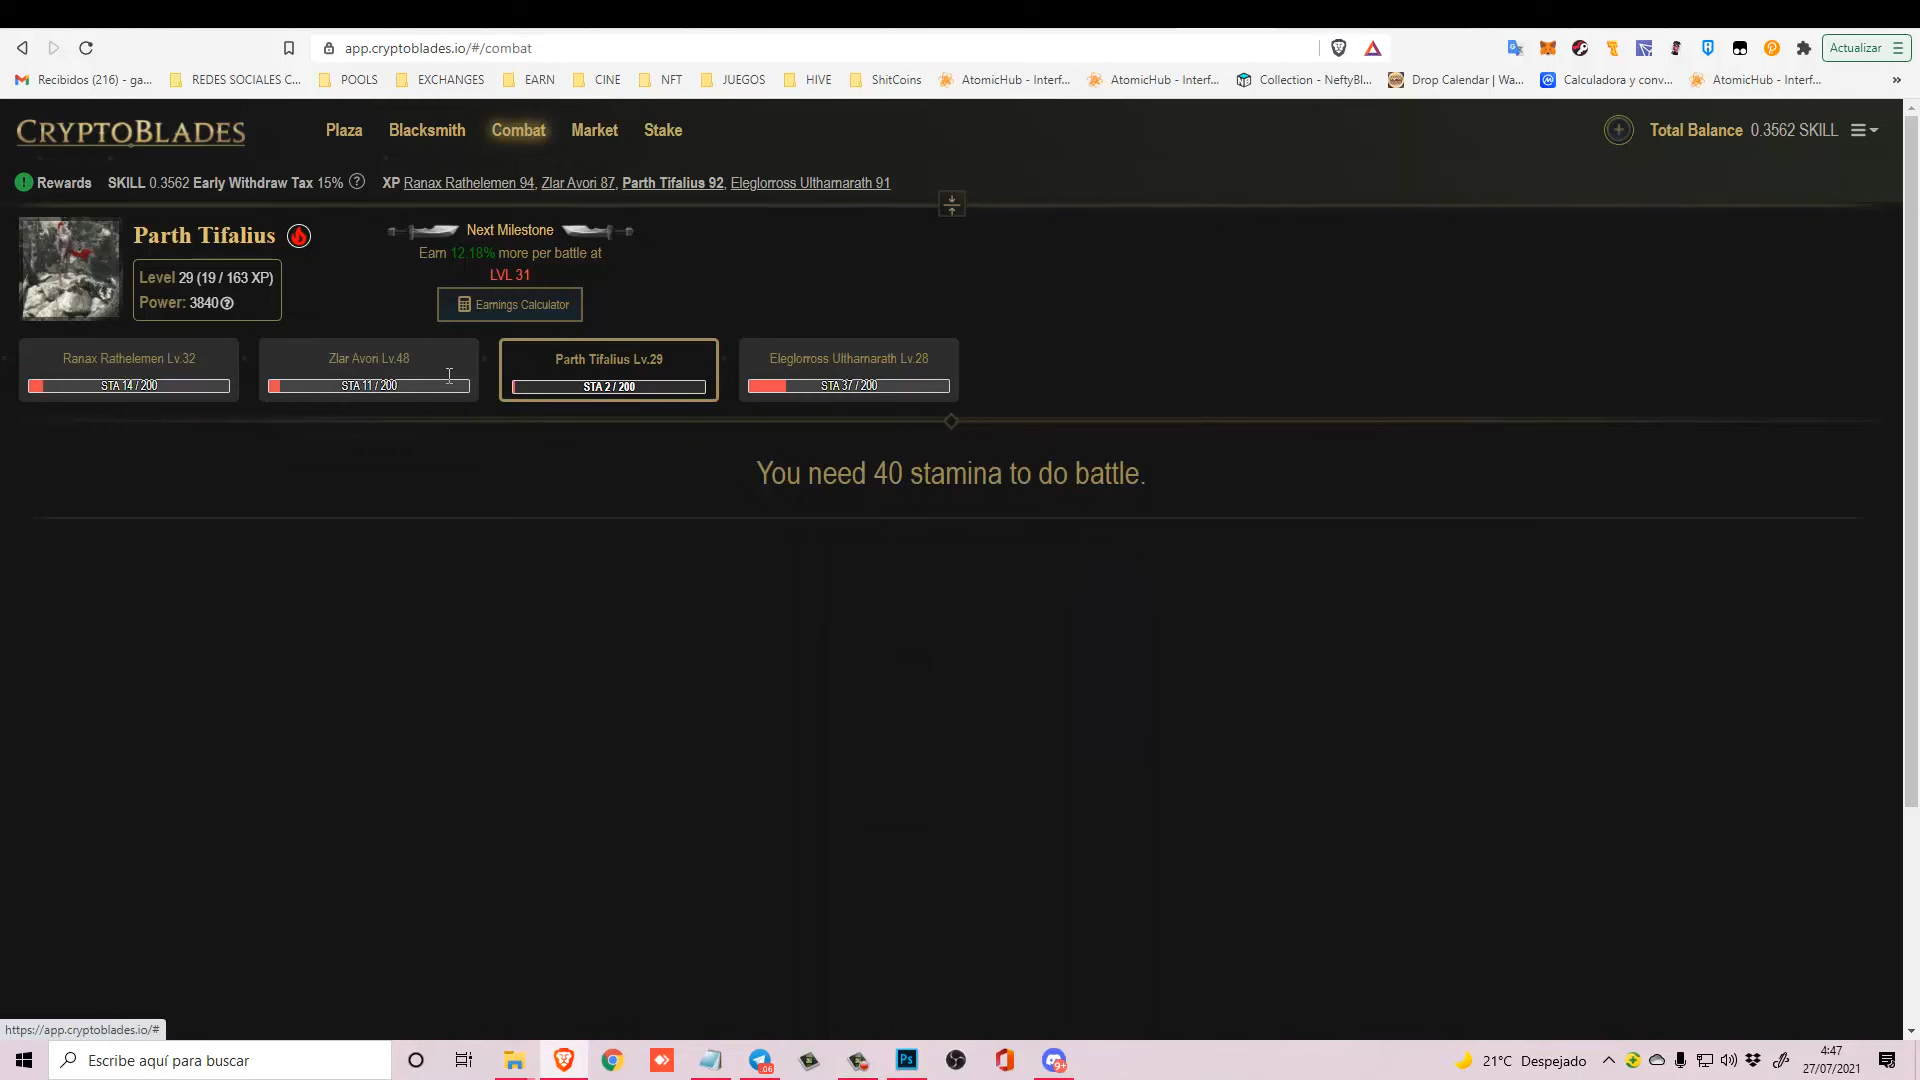 app.cryptoblades.io/#/combat
Actualizar
Recibidos (216) - ga...
REDES SOCIALES C...
POOLS
EXCHANGES
EARN
CINE
NFT
JUEGOS
HIVE
ShitCoins
AtomicHub - Interf...
AtomicHub - Interf...
Collection - NeftyBl...
Drop Calendar | Wa...
Calculadora y conv...
AtomicHub - Interf...
»
CRYPTOBLADES
Plaza
Blacksmith
Combat
Market
Stake
Total Balance 0.3562 SKILL
Rewards SKILL 0.3562 Early Withdraw Tax 15% XP Ranax Rathelemen 94, Zlar Avori 87, Parth Tifalius 92, Eleglorross Ultharnarath 91
Parth Tifalius
Level 29 (19 / 163 XP)
Power: 3840
Next Milestone
Earn 12.18% more per battle at
LVL 31
Earnings Calculator
Ranax Rathelemen Lv.32
STA 14 / 200
Zlar Avori Lv.48
STA 11 / 200
Parth Tifalius Lv.29
STA 2 / 200
Eleglorross Ultharnarath Lv.28
STA 37 / 200
You need 40 stamina to do battle.
https://app.cryptoblades.io/#
Escribe aquí para buscar
.06
Ps
9+
21°C Despejado
4:47
27/07/2021